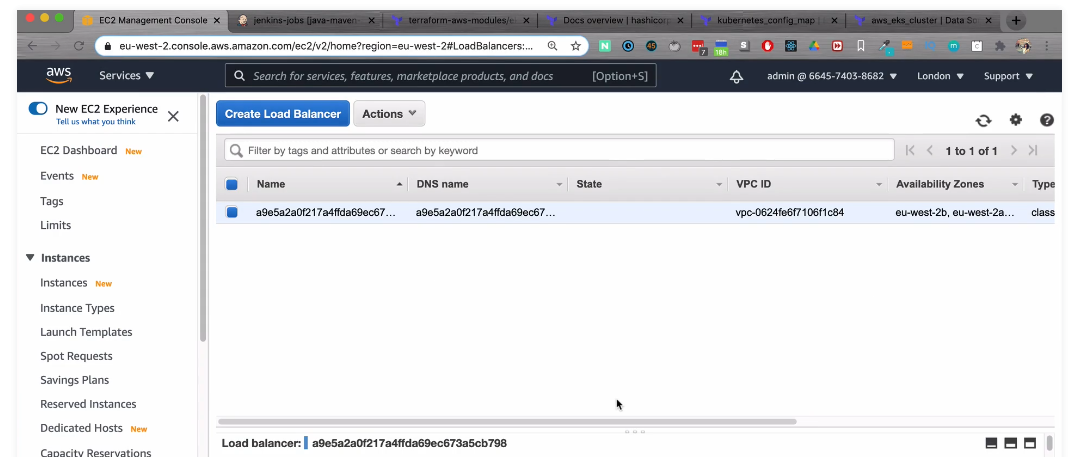 EC2 Management Console
jenkins-jobs [java-maven-
terraform-aws-modules/e
Docs overview | hashicorp
kubernetes_config_map |
aws_eks_cluster | Data So
eu-west-2.console.aws.amazon.com/ec2/v2/home?region=eu-west-2#LoadBalancers:...
aws Services Search for services, features, marketplace products, and docs [Option+S] admin @ 6645-7403-8682 London Support
New EC2 Experience
Tell us what you think
EC2 Dashboard New
Events New
Tags
Limits
Instances
Instances New
Instance Types
Launch Templates
Spot Requests
Savings Plans
Reserved Instances
Dedicated Hosts New
Capacity Reservations
Create Load Balancer Actions
Filter by tags and attributes or search by keyword 1 to 1 of 1
Name DNS name State VPC ID Availability Zones Type
a9e5a2a0f217a4ffda69ec67... a9e5a2a0f217a4ffda69ec67... vpc-0624fe6f7106f1c84 eu-west-2b, eu-west-2a... class
Load balancer: a9e5a2a0f217a4ffda69ec673a5cb798